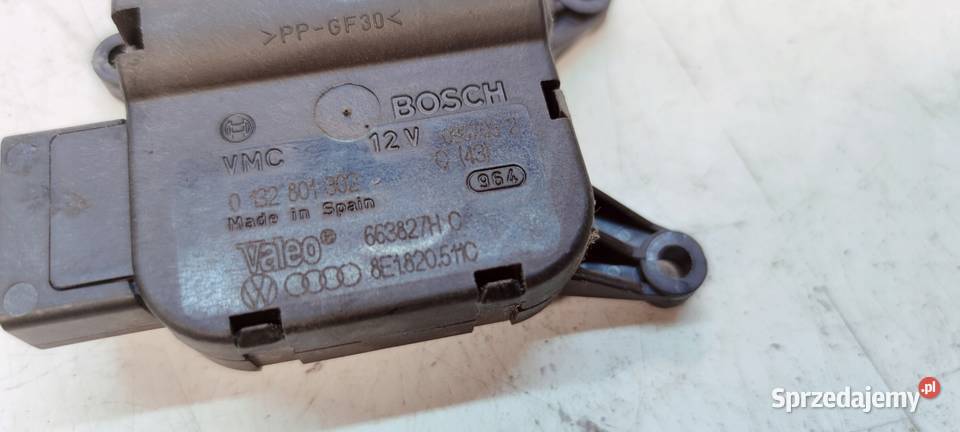 >PP-GF30<
BOSCH
VMC 12V
0 132 801 302
Made in Spain
964
Valeo® 663827H C
8E1.820.511C
Sprzedajemy.pl